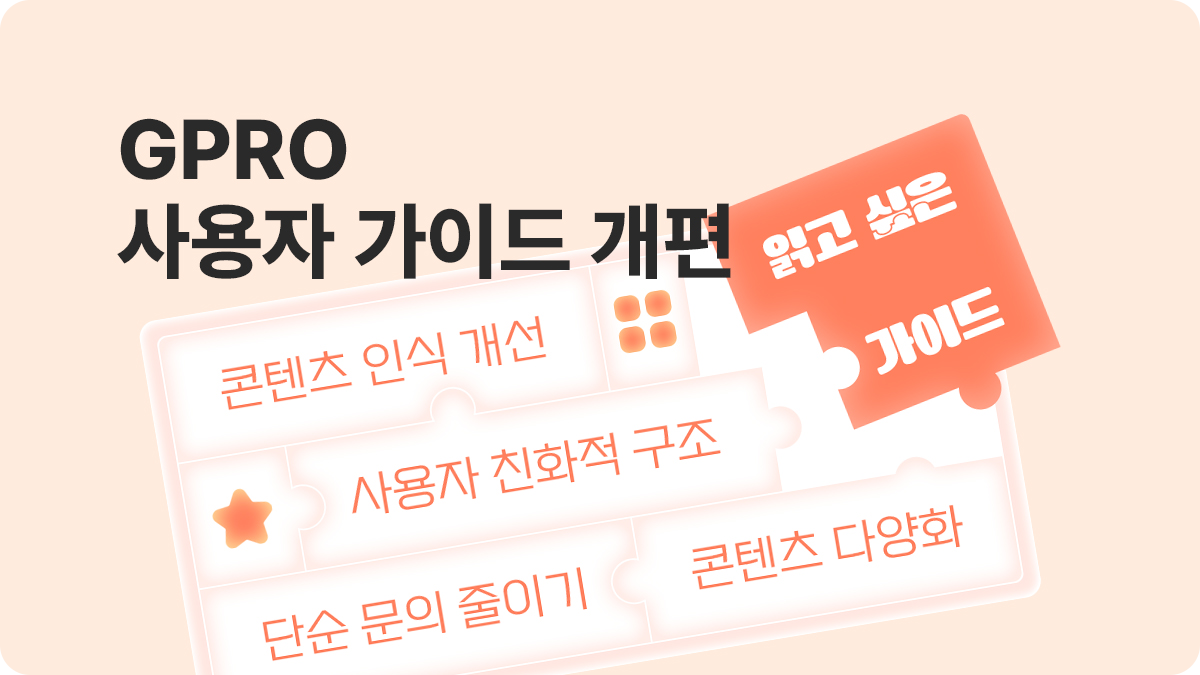 GPRO
사용자 가이드 개편
읽고 싶은
가이드
콘텐츠 인식 개선
사용자 친화적 구조
단순 문의 줄이기
콘텐츠 다양화